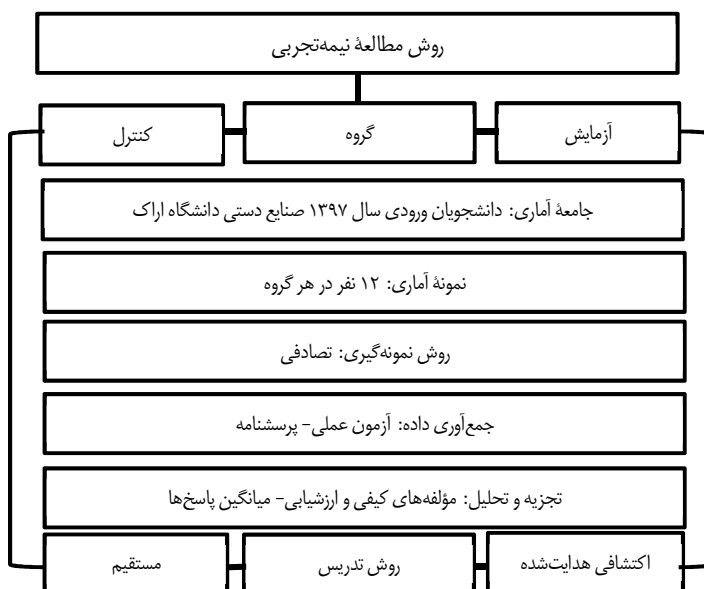 روش مطالعهٔ نیمه‌تجربی
آزمایش
گروه
کنترل
جامعهٔ آماری: دانشجویان ورودی سال ۱۳۹۷ صنایع دستی دانشگاه اراک
نمونهٔ آماری: ۱۲ نفر در هر گروه
روش نمونه‌گیری: تصادفی
جمع‌آوری داده: آزمون عملی- پرسشنامه
تجزیه و تحلیل: مؤلفه‌های کیفی و ارزشیابی- میانگین پاسخ‌ها
اکتشافی هدایت‌شده
روش تدریس
مستقیم